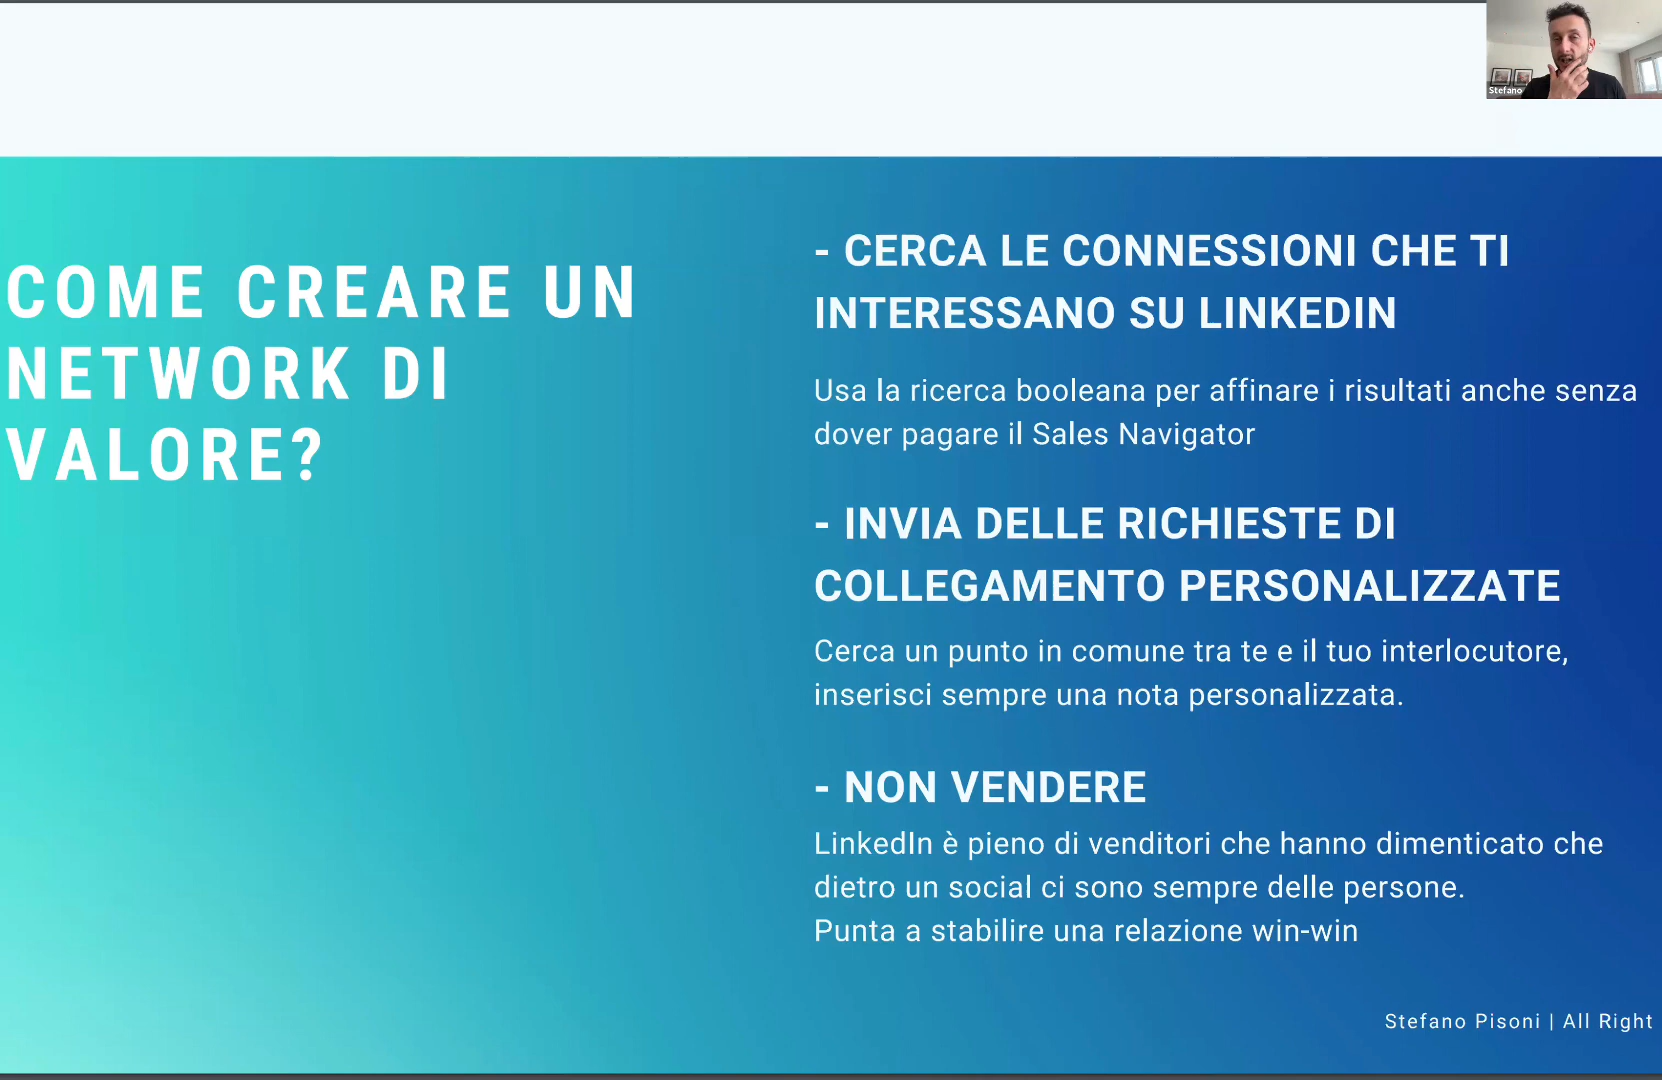 Stefano
COME CREARE UN
NETWORK DI
VALORE?
- CERCA LE CONNESSIONI CHE TI
INTERESSANO SU LINKEDIN
Usa la ricerca booleana per affinare i risultati anche senza
dover pagare il Sales Navigator
- INVIA DELLE RICHIESTE DI
COLLEGAMENTO PERSONALIZZATE
Cerca un punto in comune tra te e il tuo interlocutore,
inserisci sempre una nota personalizzata.
- NON VENDERE
LinkedIn è pieno di venditori che hanno dimenticato che
dietro un social ci sono sempre delle persone.
Punta a stabilire una relazione win-win
Stefano Pisoni | All Right